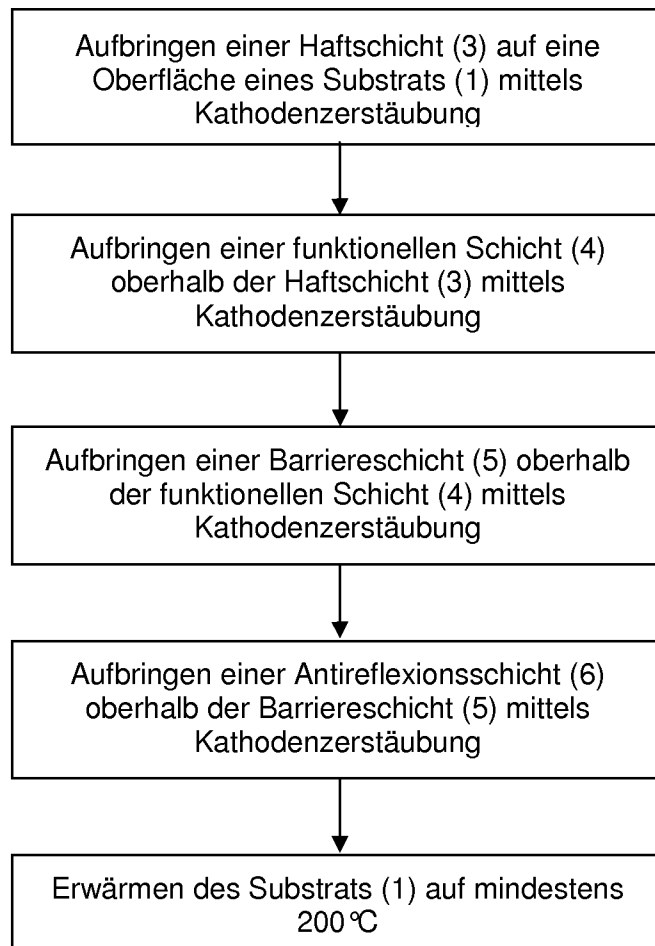 Aufbringen einer Haftschicht (3) auf eine
Oberfläche eines Substrats (1) mittels
Kathodenzerstäubung
Aufbringen einer funktionellen Schicht (4)
oberhalb der Haftschicht (3) mittels
Kathodenzerstäubung
Aufbringen einer Barriereschicht (5) oberhalb
der funktionellen Schicht (4) mittels
Kathodenzerstäubung
Aufbringen einer Antireflexionsschicht (6)
oberhalb der Barriereschicht (5) mittels
Kathodenzerstäubung
Erwärmen des Substrats (1) auf mindestens
200°C